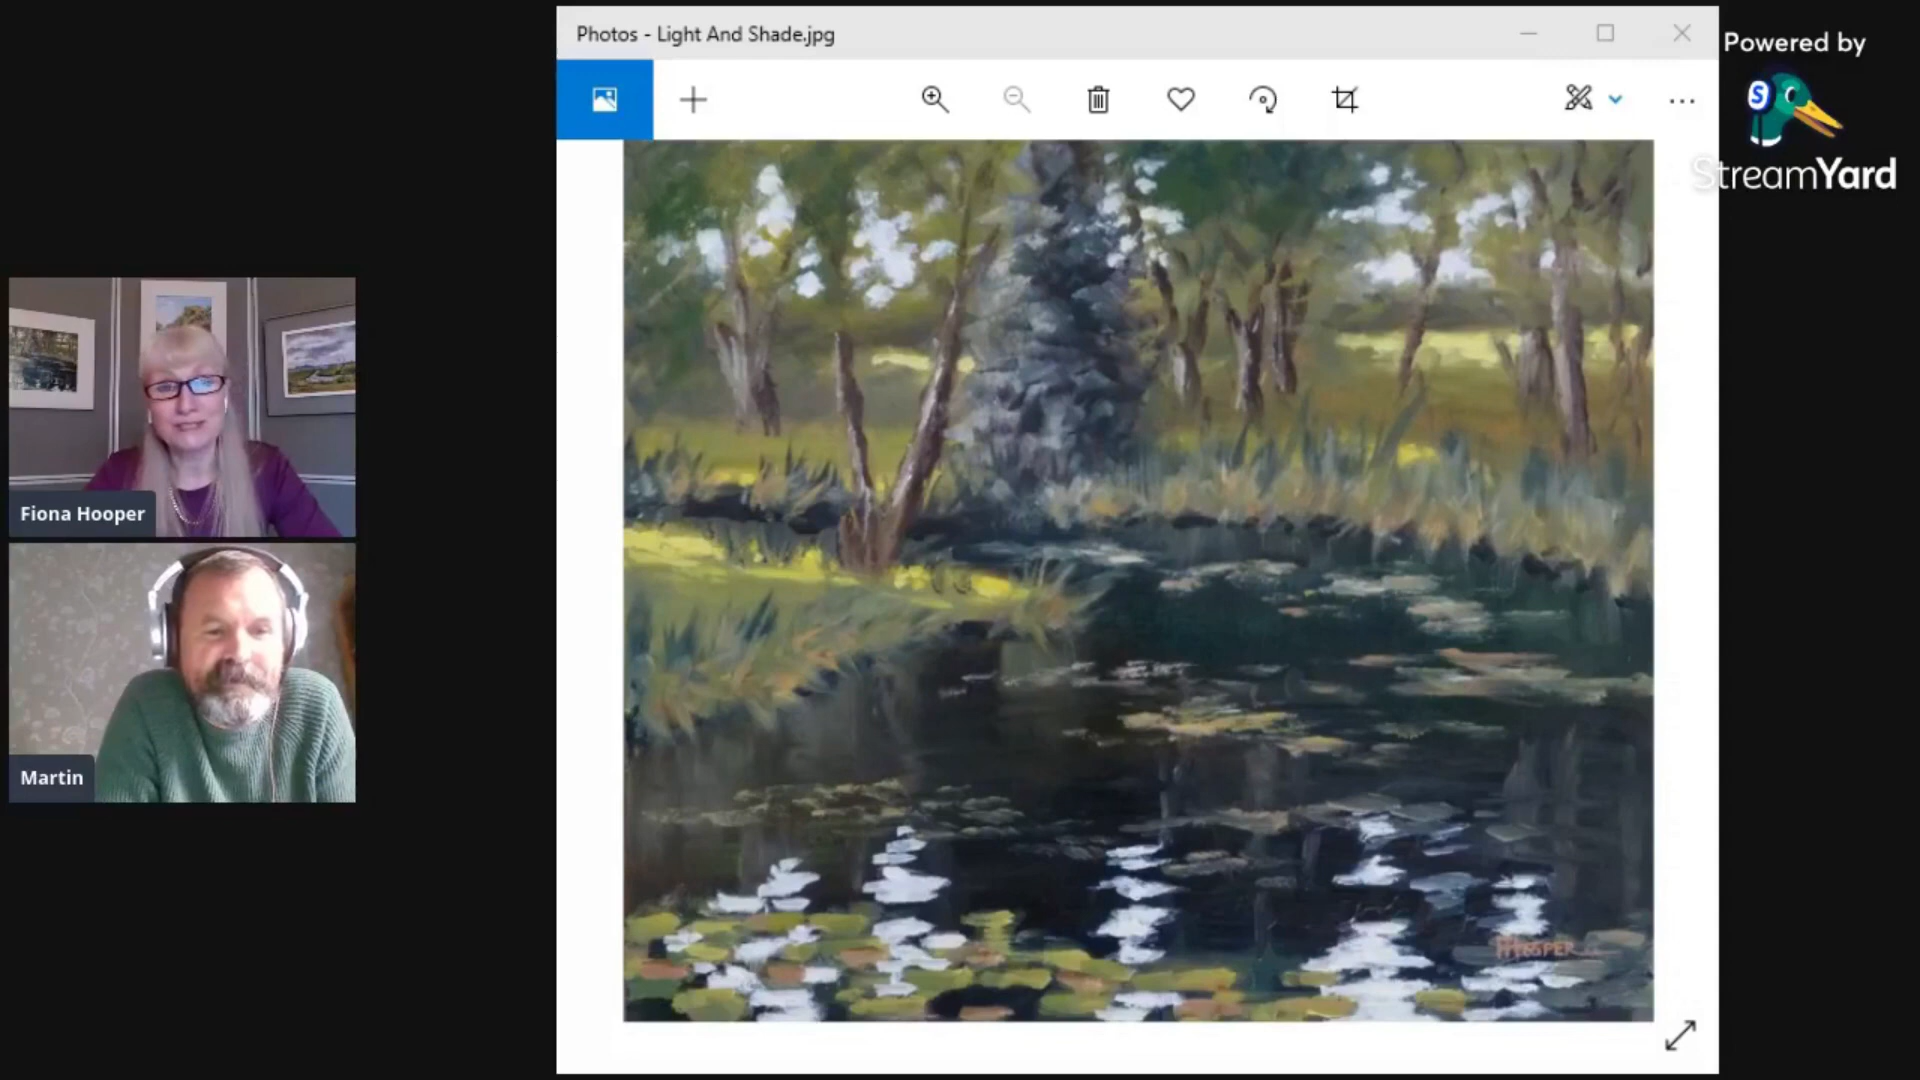 Photos - Light And Shade.jpg
Powered by
S
StreamYard
Fiona Hooper
Martin